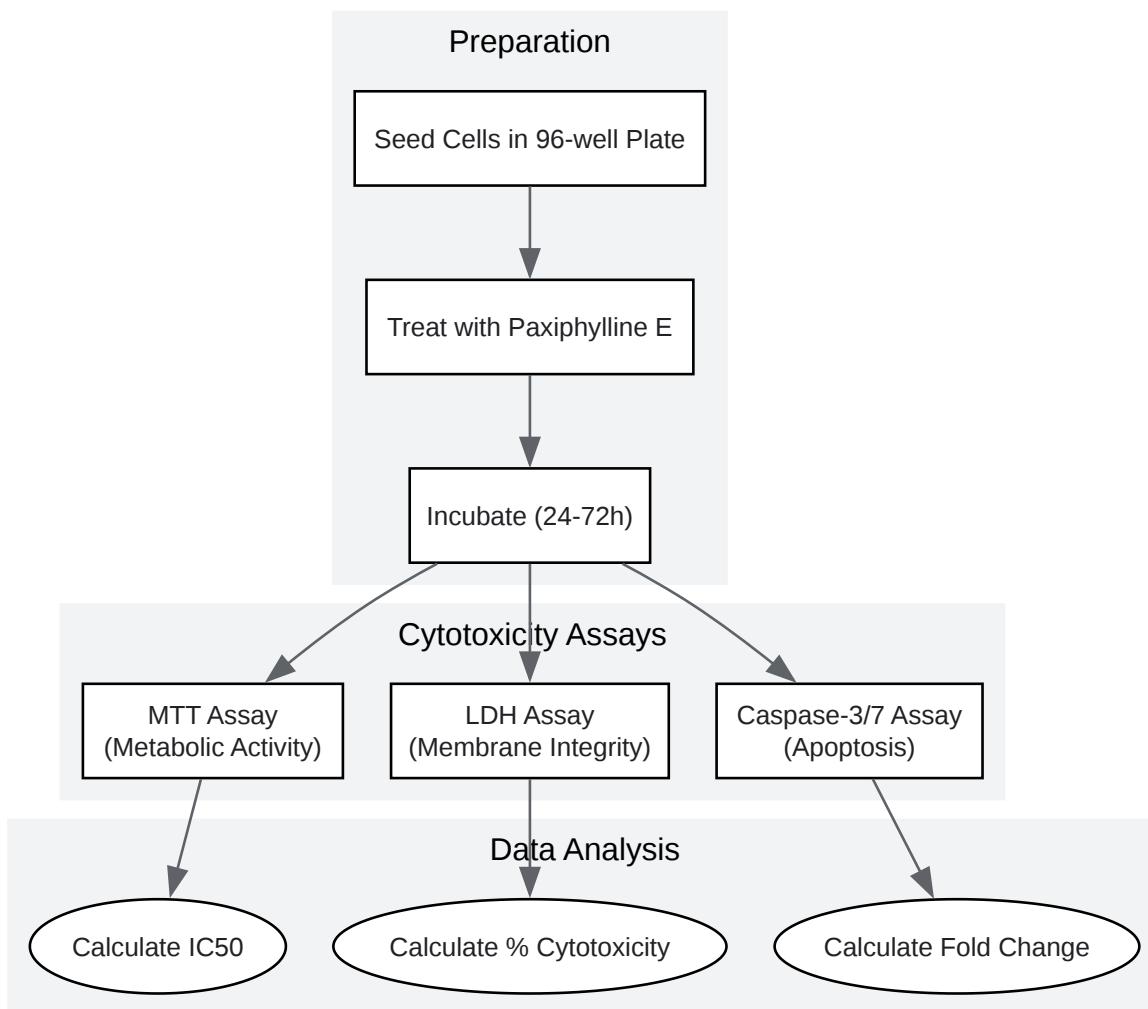 Preparation
Seed Cells in 96-well Plate
Treat with Paxiphylline E
Incubate (24-72h)
Cytotoxicity Assays
MTT Assay
(Metabolic Activity)
LDH Assay
(Membrane Integrity)
Caspase-3/7 Assay
(Apoptosis)
Data Analysis
Calculate IC50
Calculate % Cytotoxicity
Calculate Fold Change